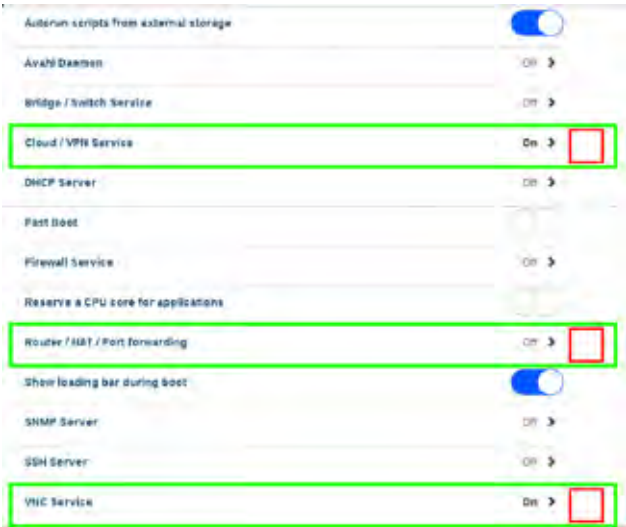 Autorun scripts from external storage
Avahi Daemon Off
Bridge / Switch Service Off
Cloud / VPN Service On
DHCP Server Off
Fast Boot
Firewall Service Off
Reserve a CPU core for applications
Router / NAT / Port forwarding Off
Show loading bar during boot
SNMP Server Off
SSH Server Off
VNC Service On